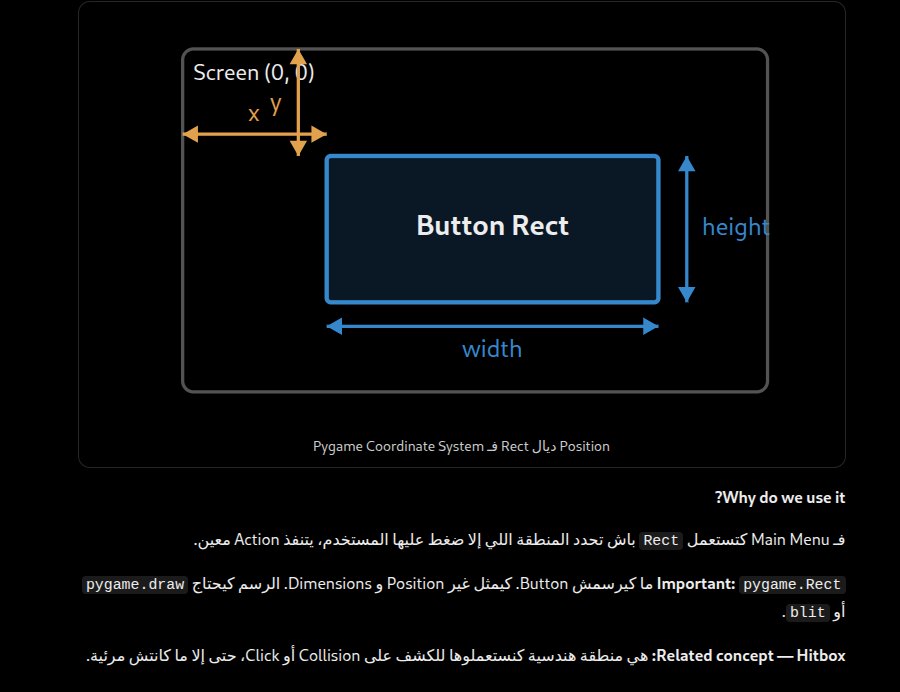 Screen (0, 0)
y
x
Button Rect
height
width
Position ديال Rect فـ Pygame Coordinate System
Why do we use it?
فـ Main Menu كتستعمل Rect باش تحدد المنطقة اللي إلا ضغط عليها المستخدم، يتنفذ Action معين.
Important: pygame.Rect ما كيرسمش Button. كيمثل غير Position و Dimensions. الرسم كيحتاج pygame.draw
أو blit.
Related concept — Hitbox: هي منطقة هندسية كنستعملوها للكشف على Collision أو Click، حتى إلا ما كانتش مرئية.